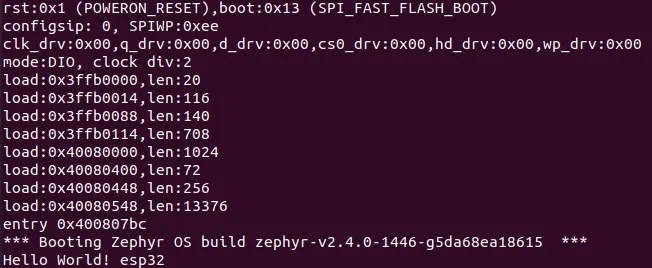 rst:0x1 (POWERON_RESET),boot:0x13 (SPI_FAST_FLASH_BOOT)
configsip: 0, SPIWP:0xee
clk_drv:0x00,q_drv:0x00,d_drv:0x00,cs0_drv:0x00,hd_drv:0x00,wp_drv:0x00
mode:DIO, clock div:2
load:0x3ffb0000,len:20
load:0x3ffb0014,len:116
load:0x3ffb0088,len:140
load:0x3ffb0114,len:708
load:0x40080000,len:1024
load:0x40080400,len:72
load:0x40080448,len:256
load:0x40080548,len:13376
entry 0x400807bc
*** Booting Zephyr OS build zephyr-v2.4.0-1446-g5da68ea18615  ***
Hello World! esp32